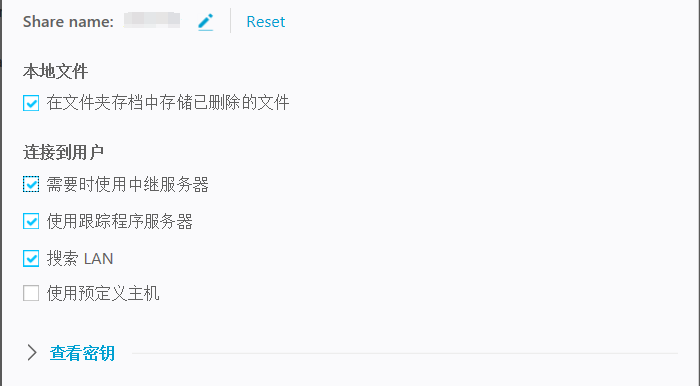 Share name: Reset
本地文件
在文件夹存档中存储已删除的文件
连接到用户
需要时使用中继服务器
使用跟踪程序服务器
搜索 LAN
使用预定义主机
查看密钥